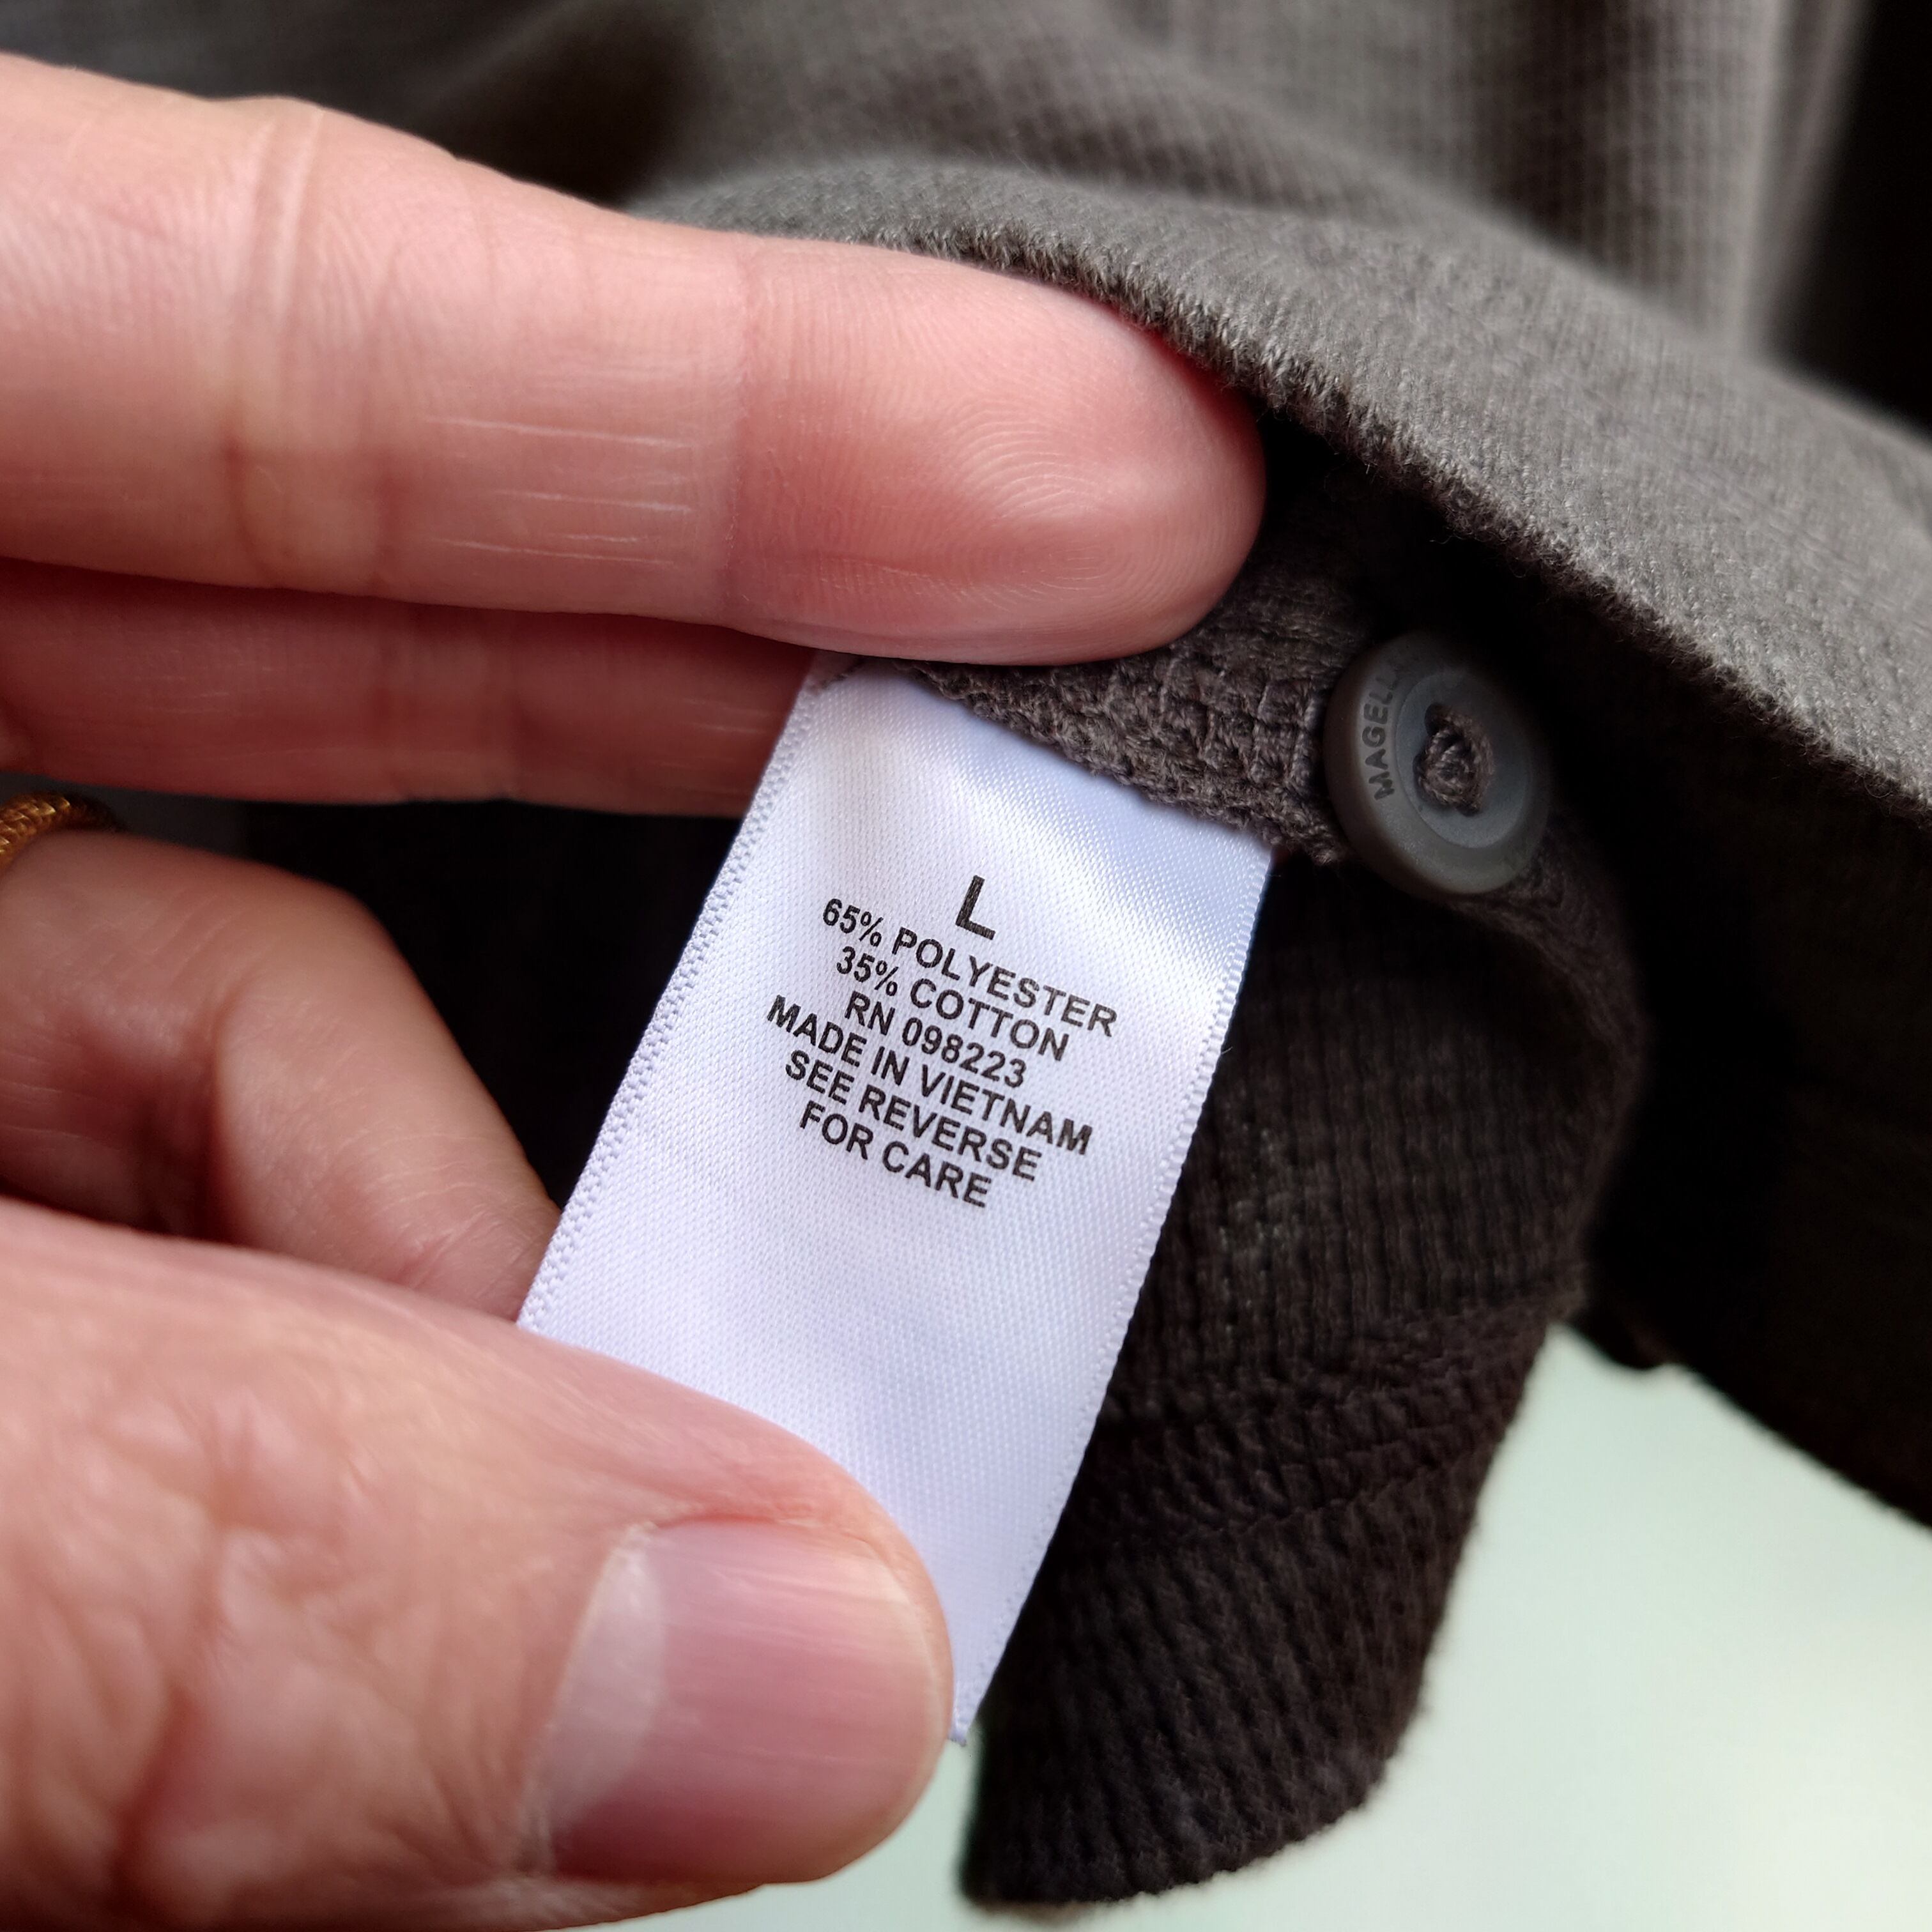 L
65% POLYESTER
35% COTTON
RN 098223
MADE IN VIETNAM
SEE REVERSE
FOR CARE